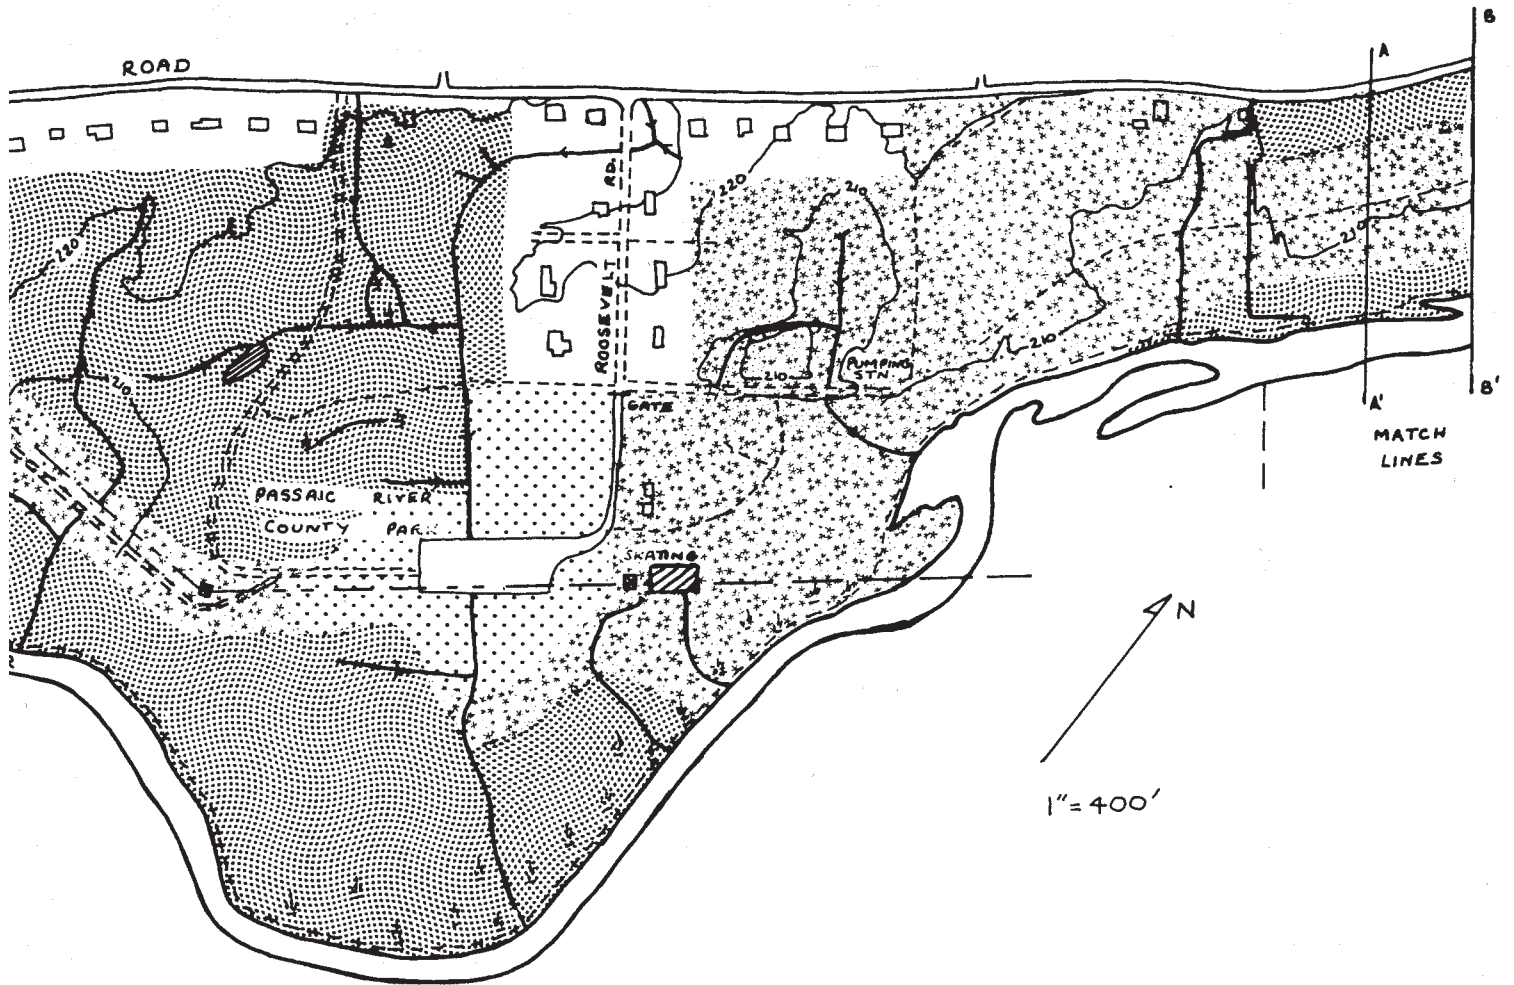 B
A
ROAD
RD.
220
210
220
210
ROOSEVELT
210
PUMPING
STN.
210
210
GATE
A'
B'
MATCH
LINES
PASSAIC RIVER
COUNTY PAR
SKATING
N
1"=400'